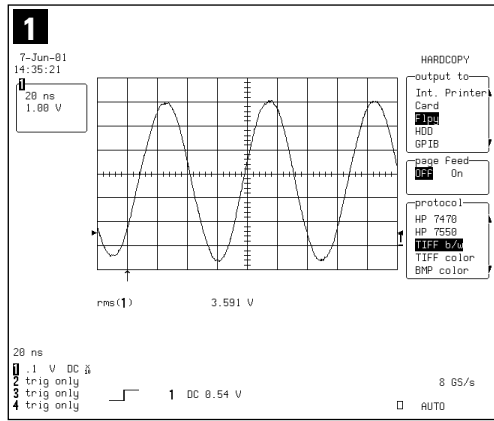 1
7-Jun-01
14:35:21
1
20 ns
1.00 V
HARDCOPY
output to
Int. Printer
Card
Flpy
HDD
GPIB
page feed
OFF On
protocol
HP 7470
HP 7550
TIFF b/w
TIFF color
BMP color
1
rms(1) 3.591 V
20 ns
1 .1 V DC X10
2 trig only
3 trig only
4 trig only
1 DC 0.54 V
8 GS/s
AUTO